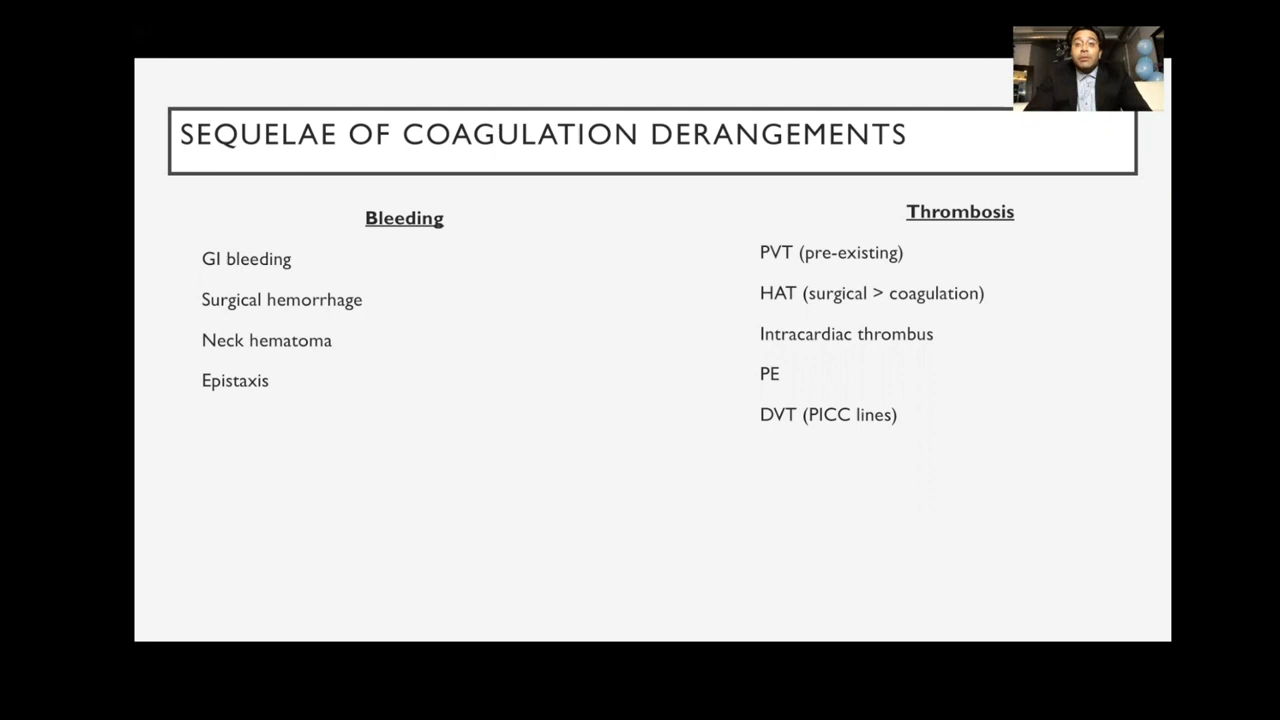 SEQUELAE OF COAGULATION DERANGEMENTS
Bleeding
GI bleeding
Surgical hemorrhage
Neck hematoma
Epistaxis
Thrombosis
PVT (pre-existing)
HAT (surgical > coagulation)
Intracardiac thrombus
PE
DVT (PICC lines)